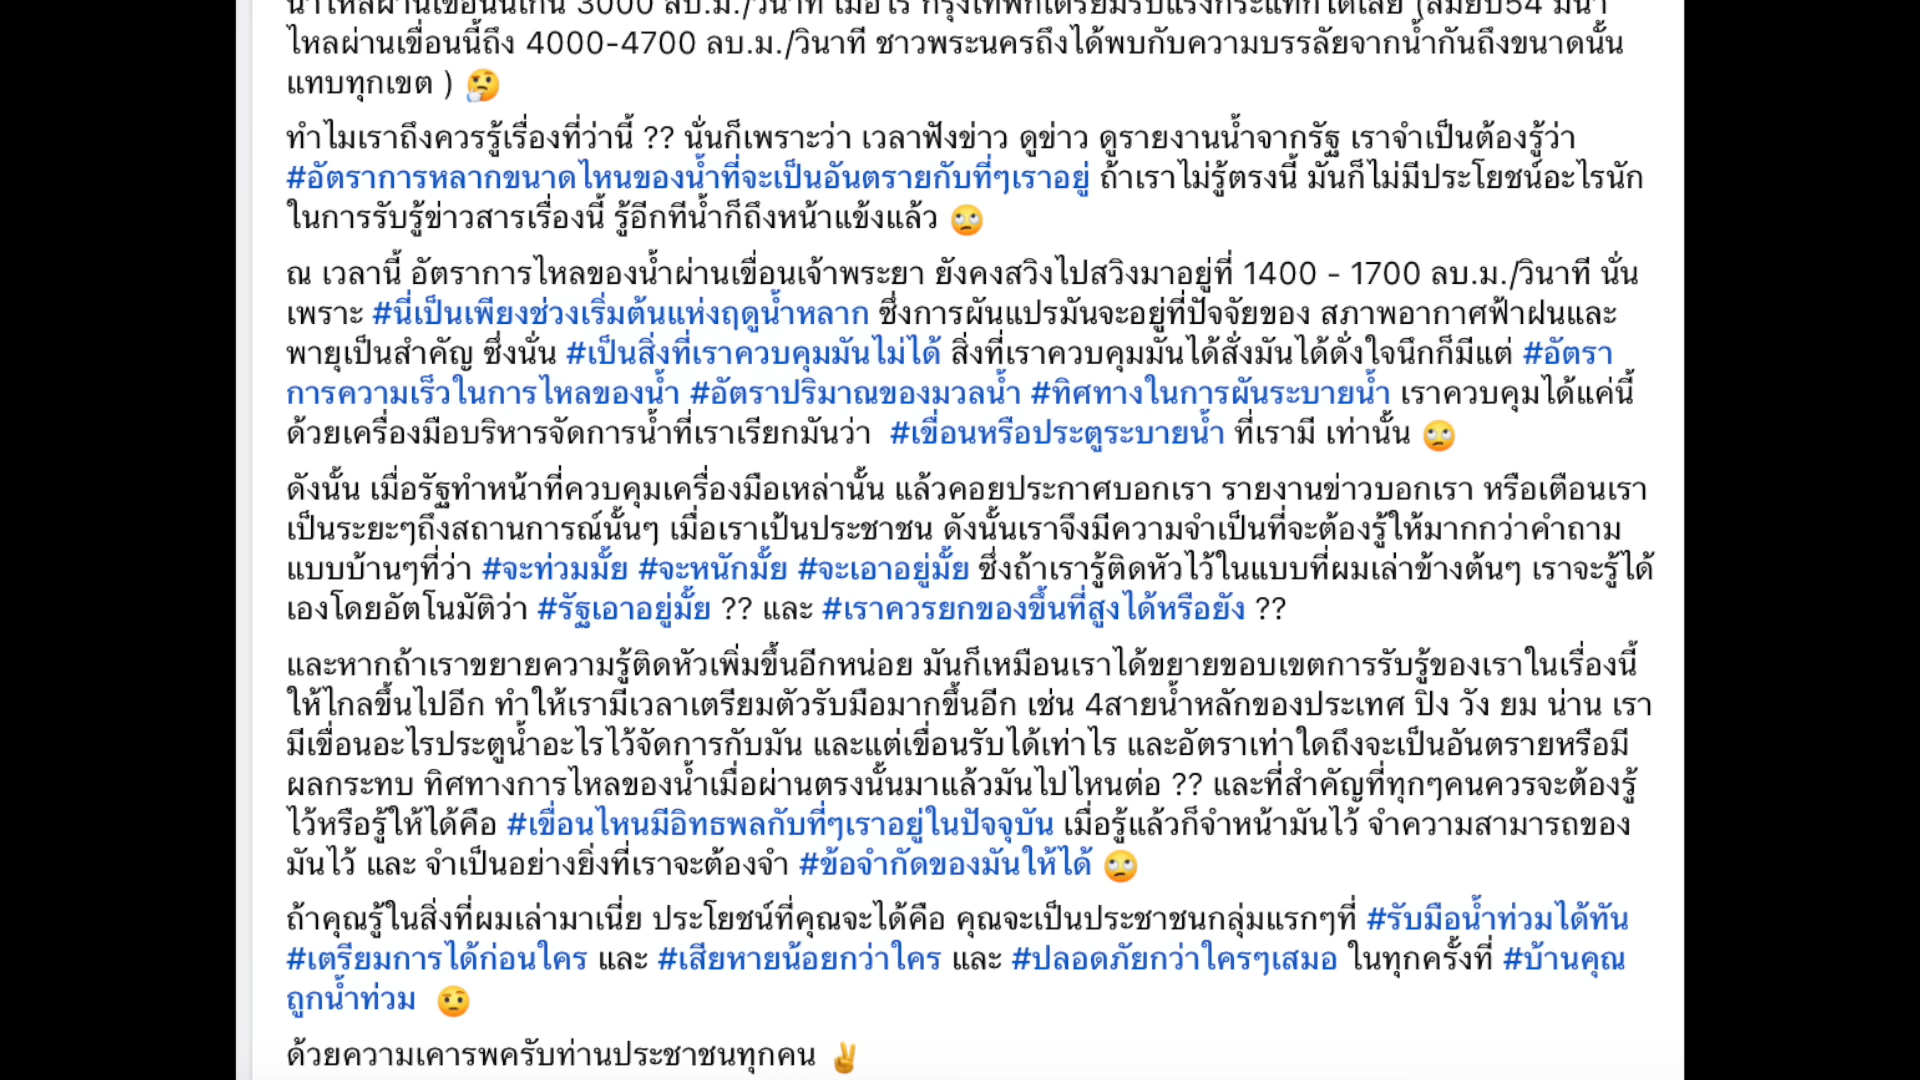 น้ำไหลผ่านเขื่อนนี้เกิน 3000 ลบ.ม./วินาที เมื่อไร กรุงเทพก็เตรียมรับแรงกระแทกได้เลย (สมัยปี54 มีน้ำ
ไหลผ่านเขื่อนนี้ถึง 4000-4700 ลบ.ม./วินาที ชาวพระนครถึงได้พบกับความบรรลัยจากน้ำกันถึงขนาดนั้น
แทบทุกเขต ) 🤔
ทำไมเราถึงควรรู้เรื่องที่ว่านี้ ?? นั่นก็เพราะว่า เวลาฟังข่าว ดูข่าว ดูรายงานน้ำจากรัฐ เราจำเป็นต้องรู้ว่า
#อัตราการหลากขนาดไหนของน้ำที่จะเป็นอันตรายกับที่ๆเราอยู่ ถ้าเราไม่รู้ตรงนี้ มันก็ไม่มีประโยชน์อะไรนัก
ในการรับรู้ข่าวสารเรื่องนี้ รู้อีกทีน้ำก็ถึงหน้าแข้งแล้ว 🙄
ณ เวลานี้ อัตราการไหลของน้ำผ่านเขื่อนเจ้าพระยา ยังคงสวิงไปสวิงมาอยู่ที่ 1400 - 1700 ลบ.ม./วินาที นั่น
เพราะ #นี่เป็นเพียงช่วงเริ่มต้นแห่งฤดูน้ำหลาก ซึ่งการผันแปรมันจะอยู่ที่ปัจจัยของ สภาพอากาศฟ้าฝนและ
พายุเป็นสำคัญ ซึ่งนั่น #เป็นสิ่งที่เราควบคุมมันไม่ได้ สิ่งที่เราควบคุมมันได้สั่งมันได้ดั่งใจนึกก็มีแต่ #อัตรา
การความเร็วในการไหลของน้ำ #อัตราปริมาณของมวลน้ำ #ทิศทางในการผันระบายน้ำ เราควบคุมได้แค่นี้
ด้วยเครื่องมือบริหารจัดการน้ำที่เราเรียกมันว่า #เขื่อนหรือประตูระบายน้ำ ที่เรามี เท่านั้น 🙄
ดังนั้น เมื่อรัฐทำหน้าที่ควบคุมเครื่องมือเหล่านั้น แล้วคอยประกาศบอกเรา รายงานข่าวบอกเรา หรือเตือนเรา
เป็นระยะๆถึงสถานการณ์นั้นๆ เมื่อเราเป้นประชาชน ดังนั้นเราจึงมีความจำเป็นที่จะต้องรู้ให้มากกว่าคำถาม
แบบบ้านๆที่ว่า #จะท่วมมั้ย #จะหนักมั้ย #จะเอาอยู่มั้ย ซึ่งถ้าเรารู้ติดหัวไว้ในแบบที่ผมเล่าข้างต้นๆ เราจะรู้ได้
เองโดยอัตโนมัติว่า #รัฐเอาอยู่มั้ย ?? และ #เราควรยกของขึ้นที่สูงได้หรือยัง ??
และหากถ้าเราขยายความรู้ติดหัวเพิ่มขึ้นอีกหน่อย มันก็เหมือนเราได้ขยายขอบเขตการรับรู้ของเราในเรื่องนี้
ให้ไกลขึ้นไปอีก ทำให้เรามีเวลาเตรียมตัวรับมือมากขึ้นอีก เช่น 4สายน้ำหลักของประเทศ ปิง วัง ยม น่าน เรา
มีเขื่อนอะไรประตูน้ำอะไรไว้จัดการกับมัน และแต่เขื่อนรับได้เท่าไร และอัตราเท่าใดถึงจะเป็นอันตรายหรือมี
ผลกระทบ ทิศทางการไหลของน้ำเมื่อผ่านตรงนั้นมาแล้วมันไปไหนต่อ ?? และที่สำคัญที่ทุกๆคนควรจะต้องรู้
ไว้หรือรู้ให้ได้คือ #เขื่อนไหนมีอิทธพลกับที่ๆเราอยู่ในปัจจุบัน เมื่อรู้แล้วก็จำหน้ามันไว้ จำความสามารถของ
มันไว้ และ จำเป็นอย่างยิ่งที่เราจะต้องจำ #ข้อจำกัดของมันให้ได้ 🙄
ถ้าคุณรู้ในสิ่งที่ผมเล่ามาเนี่ย ประโยชน์ที่คุณจะได้คือ คุณจะเป็นประชาชนกลุ่มแรกๆที่ #รับมือน้ำท่วมได้ทัน
#เตรียมการได้ก่อนใคร และ #เสียหายน้อยกว่าใคร และ #ปลอดภัยกว่าใครๆเสมอ ในทุกครั้งที่ #บ้านคุณ
ถูกน้ำท่วม 🤨
ด้วยความเคารพครับท่านประชาชนทุกคน ✌️